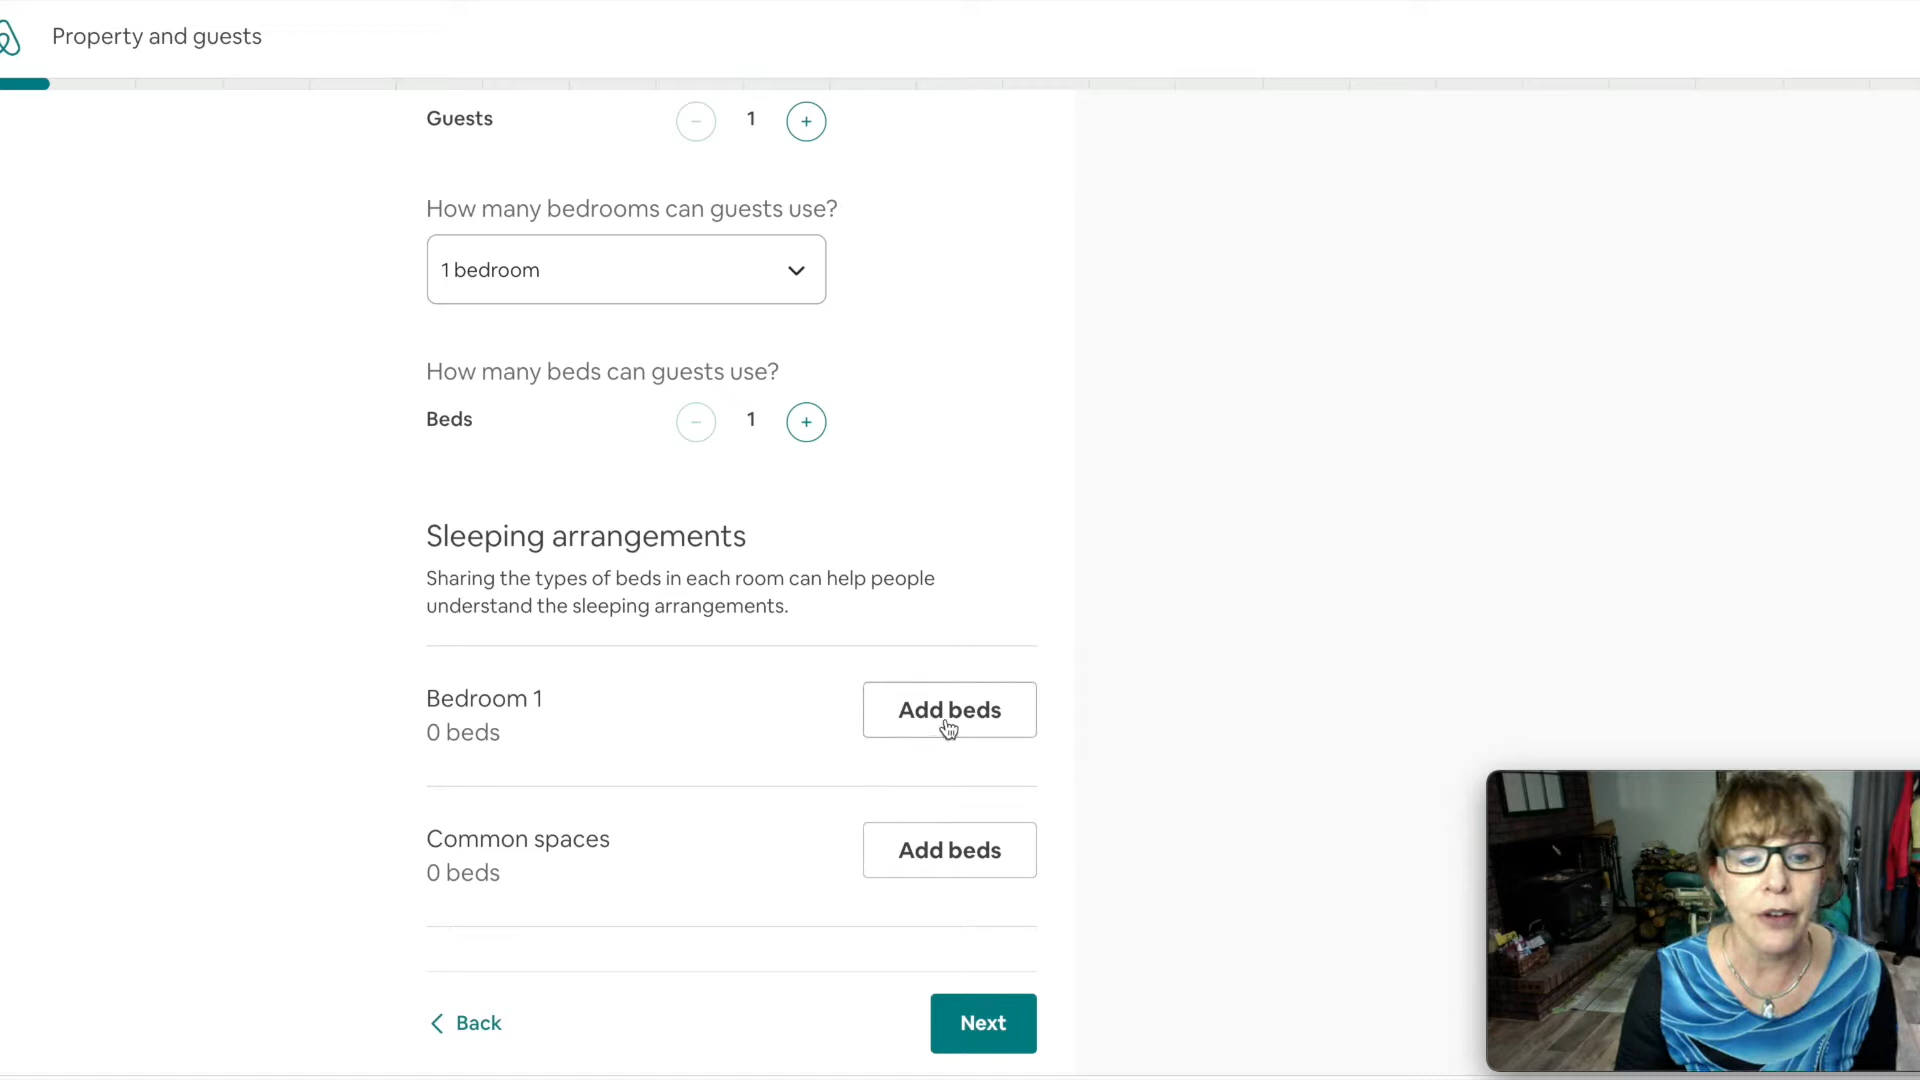 Property and guests
Guests
− 1 +
How many bedrooms can guests use?
1 bedroom
How many beds can guests use?
Beds
− 1 +
Sleeping arrangements
Sharing the types of beds in each room can help people
understand the sleeping arrangements.
Bedroom 1
0 beds
Add beds
Common spaces
0 beds
Add beds
Back
Next